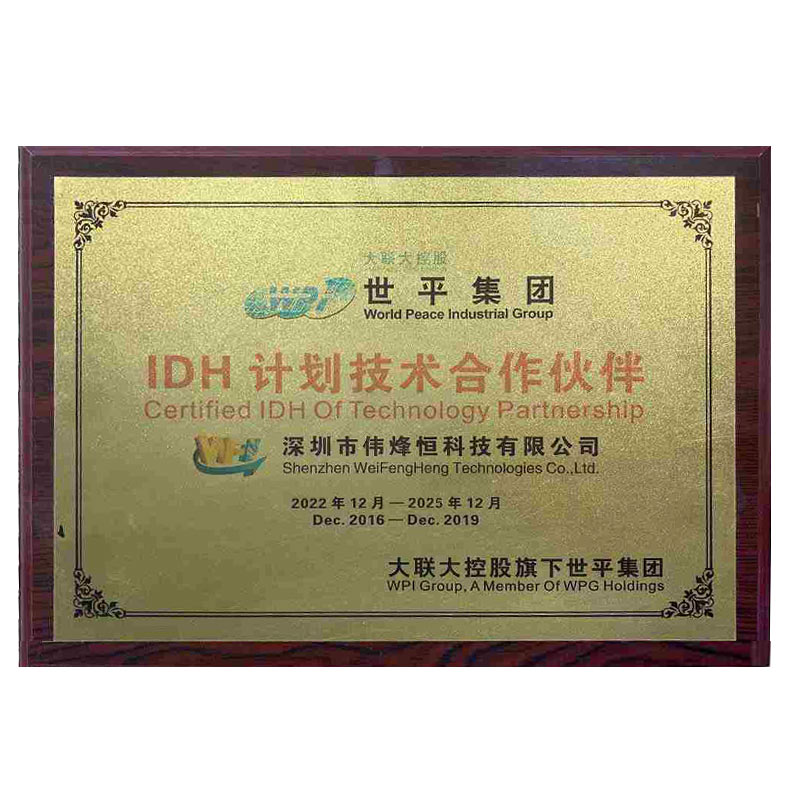 大联大控股
WPI 世平集团
World Peace Industrial Group
IDH 计划技术合作伙伴
Certified IDH Of Technology Partnership
深圳市伟烽恒科技有限公司
Shenzhen WeiFengHeng Technologies Co.,Ltd.
2022 年 12 月 — 2025 年 12 月
Dec. 2016 — Dec. 2019
大联大控股旗下世平集团
WPI Group, A Member Of WPG Holdings